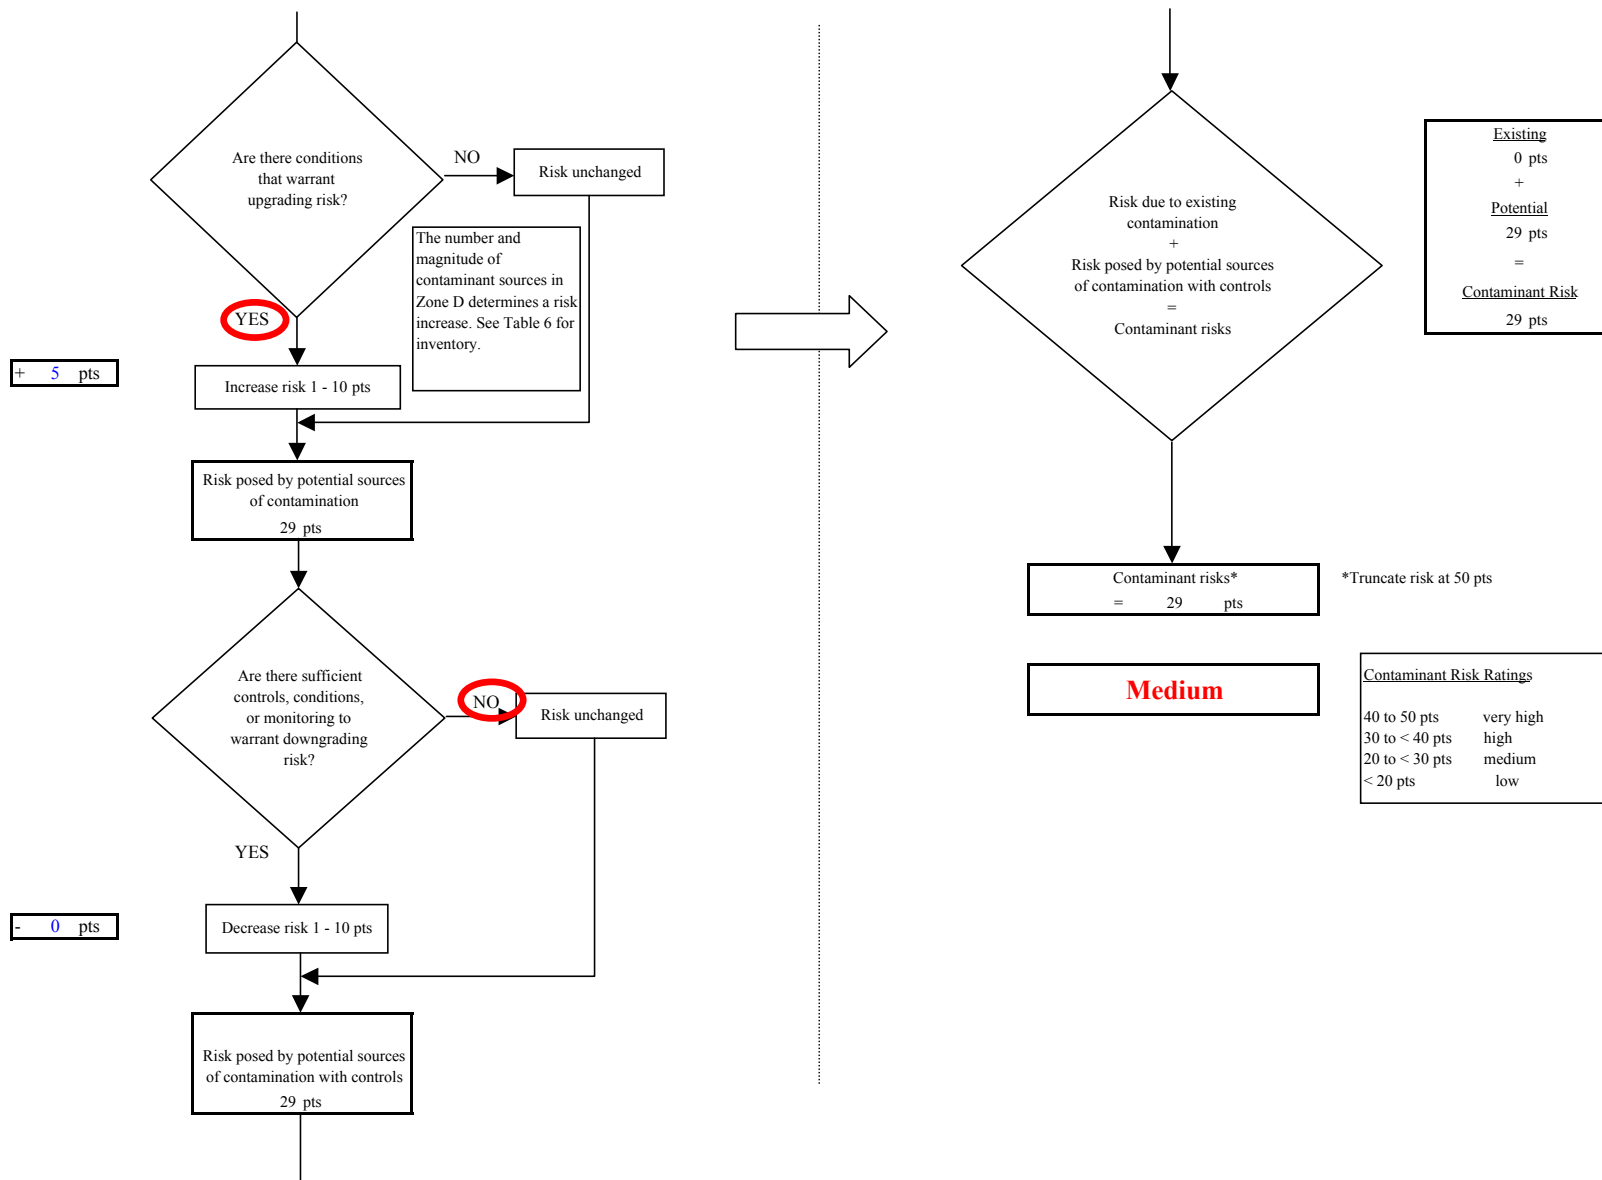 Are there conditions
that warrant
upgrading risk?
NO
Risk unchanged
The number and
magnitude of
contaminant sources in
Zone D determines a risk
increase. See Table 6 for
inventory.
YES
+ 5 pts
Increase risk 1 - 10 pts
Risk posed by potential sources
of contamination
29 pts
Are there sufficient
controls, conditions,
or monitoring to
warrant downgrading
risk?
NO
Risk unchanged
YES
- 0 pts
Decrease risk 1 - 10 pts
Risk posed by potential sources
of contamination with controls
29 pts
Risk due to existing
contamination
+
Risk posed by potential sources
of contamination with controls
=
Contaminant risks
Existing
0 pts
+
Potential
29 pts
=
Contaminant Risk
29 pts
Contaminant risks*
= 29 pts
*Truncate risk at 50 pts
Medium
Contaminant Risk Ratings
40 to 50 pts very high
30 to < 40 pts high
20 to < 30 pts medium
< 20 pts low